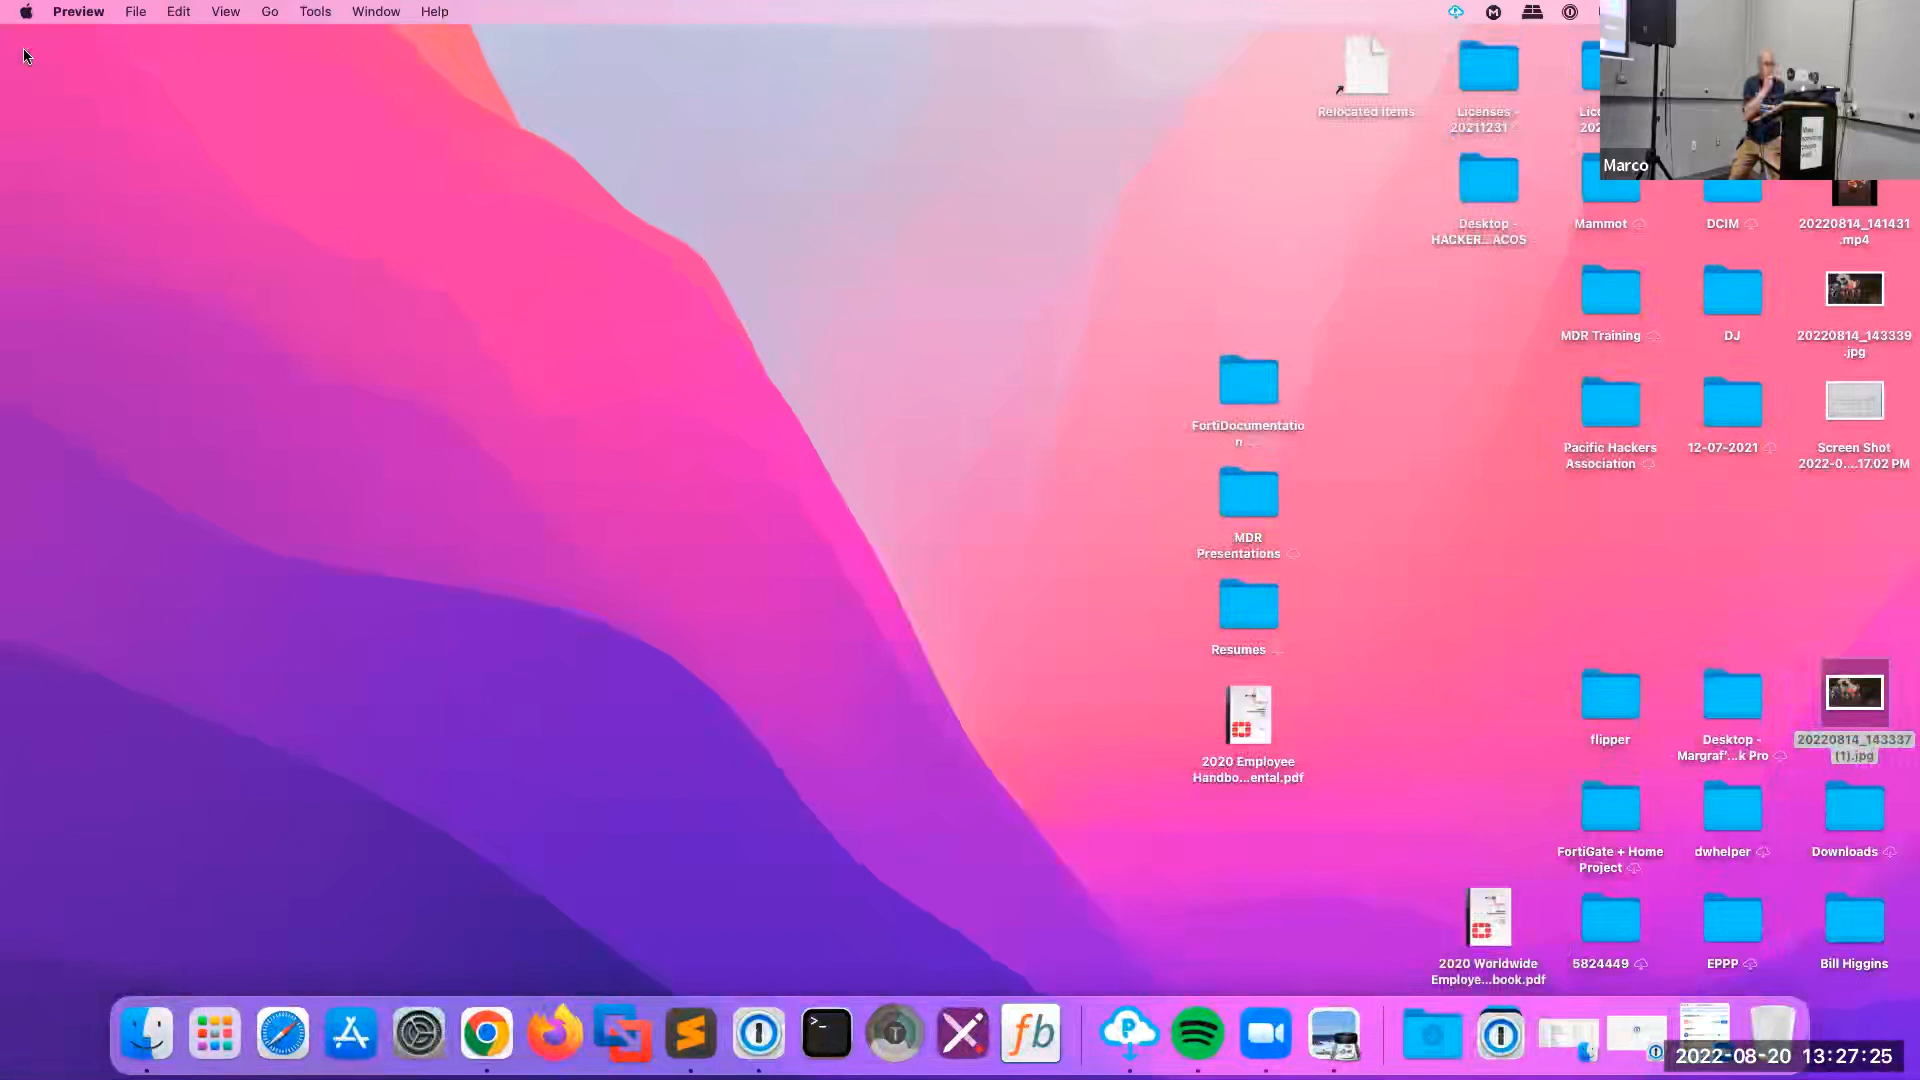 Preview File Edit View Go Tools Window Help
Relocated Items
Licenses -
20211231
Marco
Desktop -
HACKER...ACOS
Mammot
DCIM
20220814_141431
.mp4
MDR Training
DJ
20220814_143339
.jpg
FortiDocumentatio
n
Pacific Hackers
Association
12-07-2021
Screen Shot
2022-0....17.02 PM
MDR
Presentations
Resumes
2020 Employee
Handbo...ental.pdf
flipper
Desktop -
Margraf'...k Pro
20220814_143337
(1).jpg
FortiGate + Home
Project
dwhelper
Downloads
2020 Worldwide
Employe...book.pdf
5824449
EPPP
Bill Higgins
2022-08-20 13:27:25